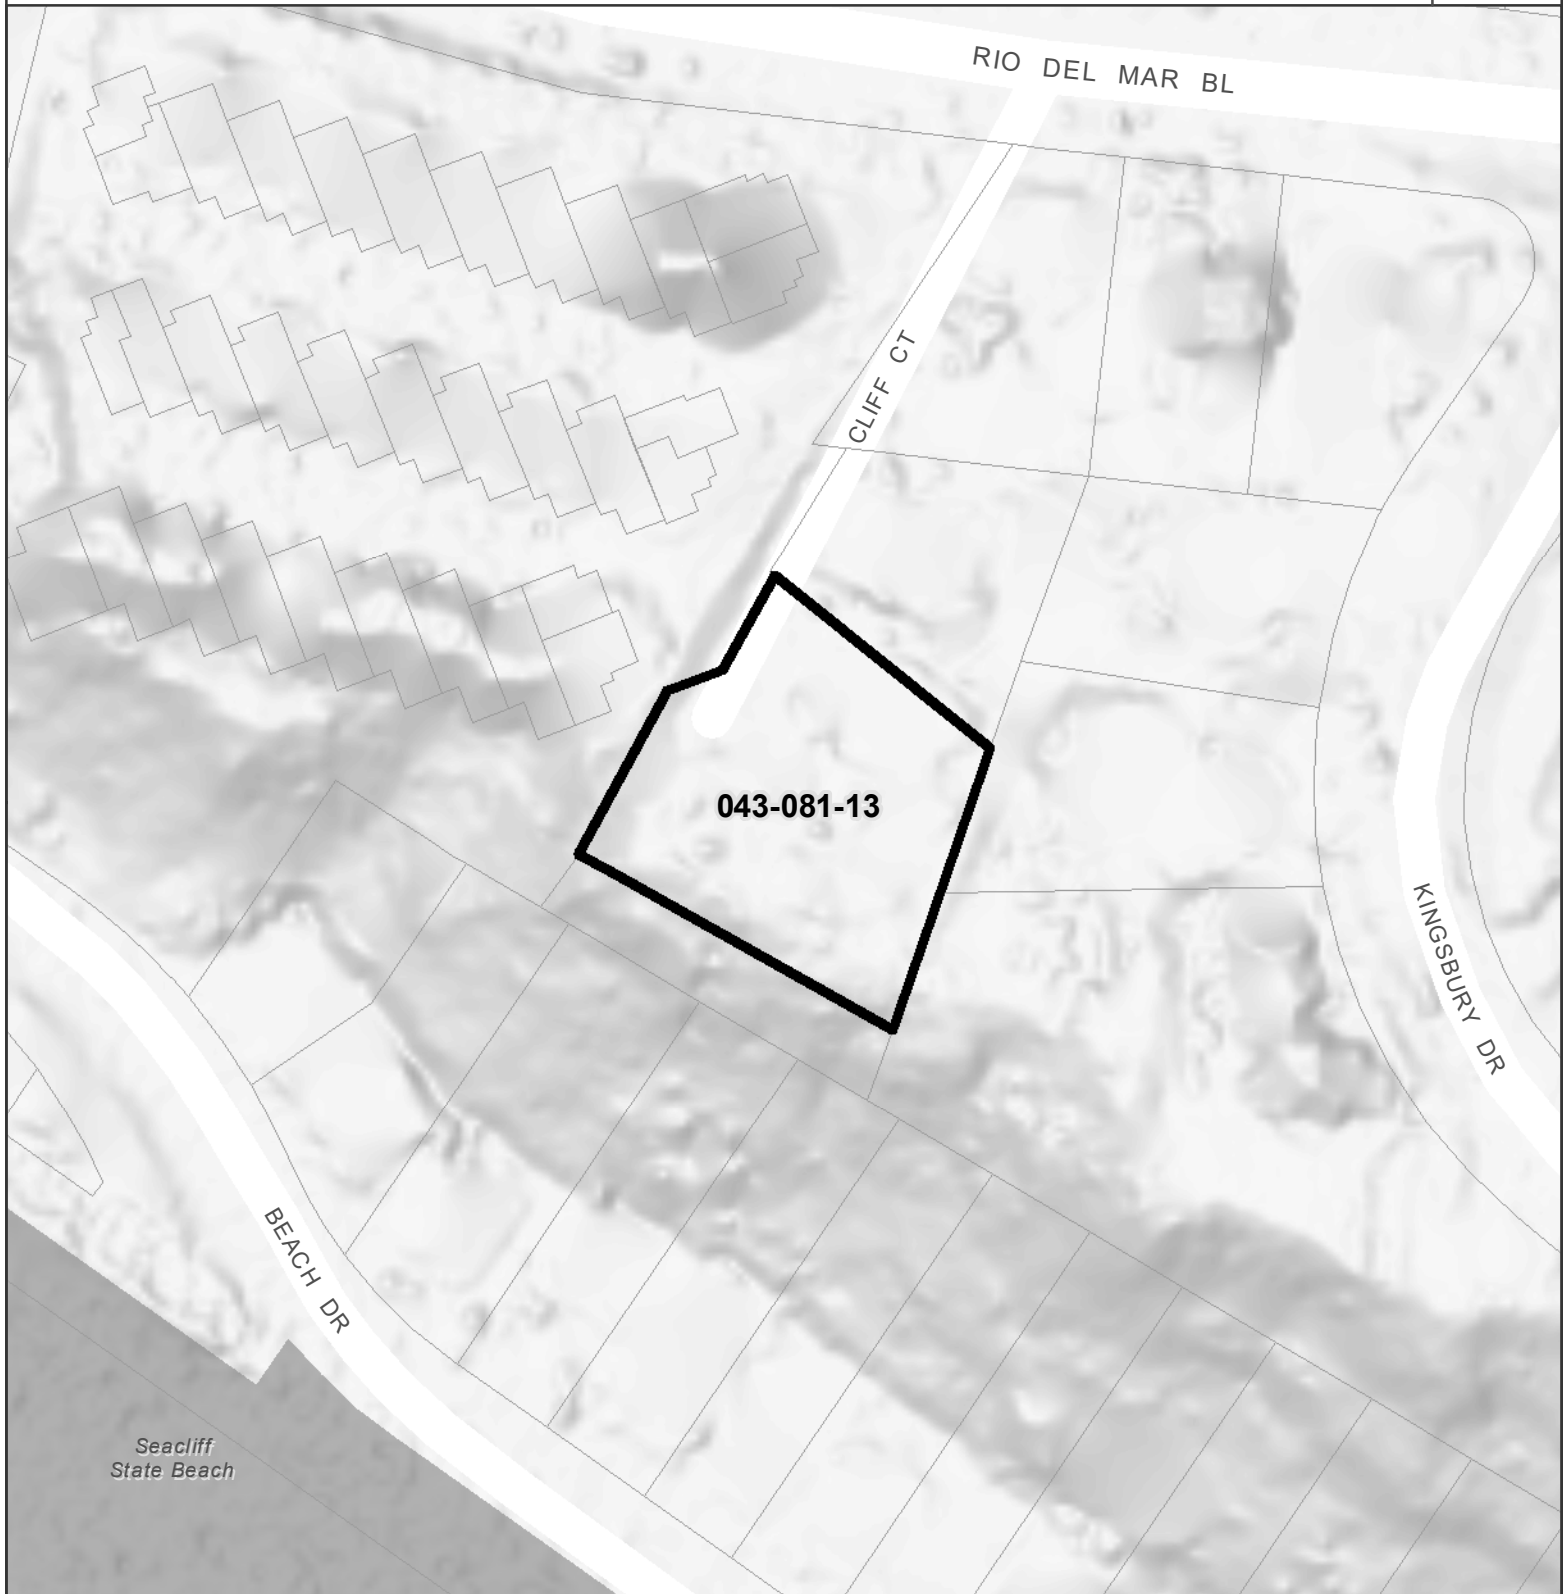 RIO DEL MAR BL
CLIFF CT
043-081-13
KINGSBURY DR
BEACH DR
Seacliff
State Beach